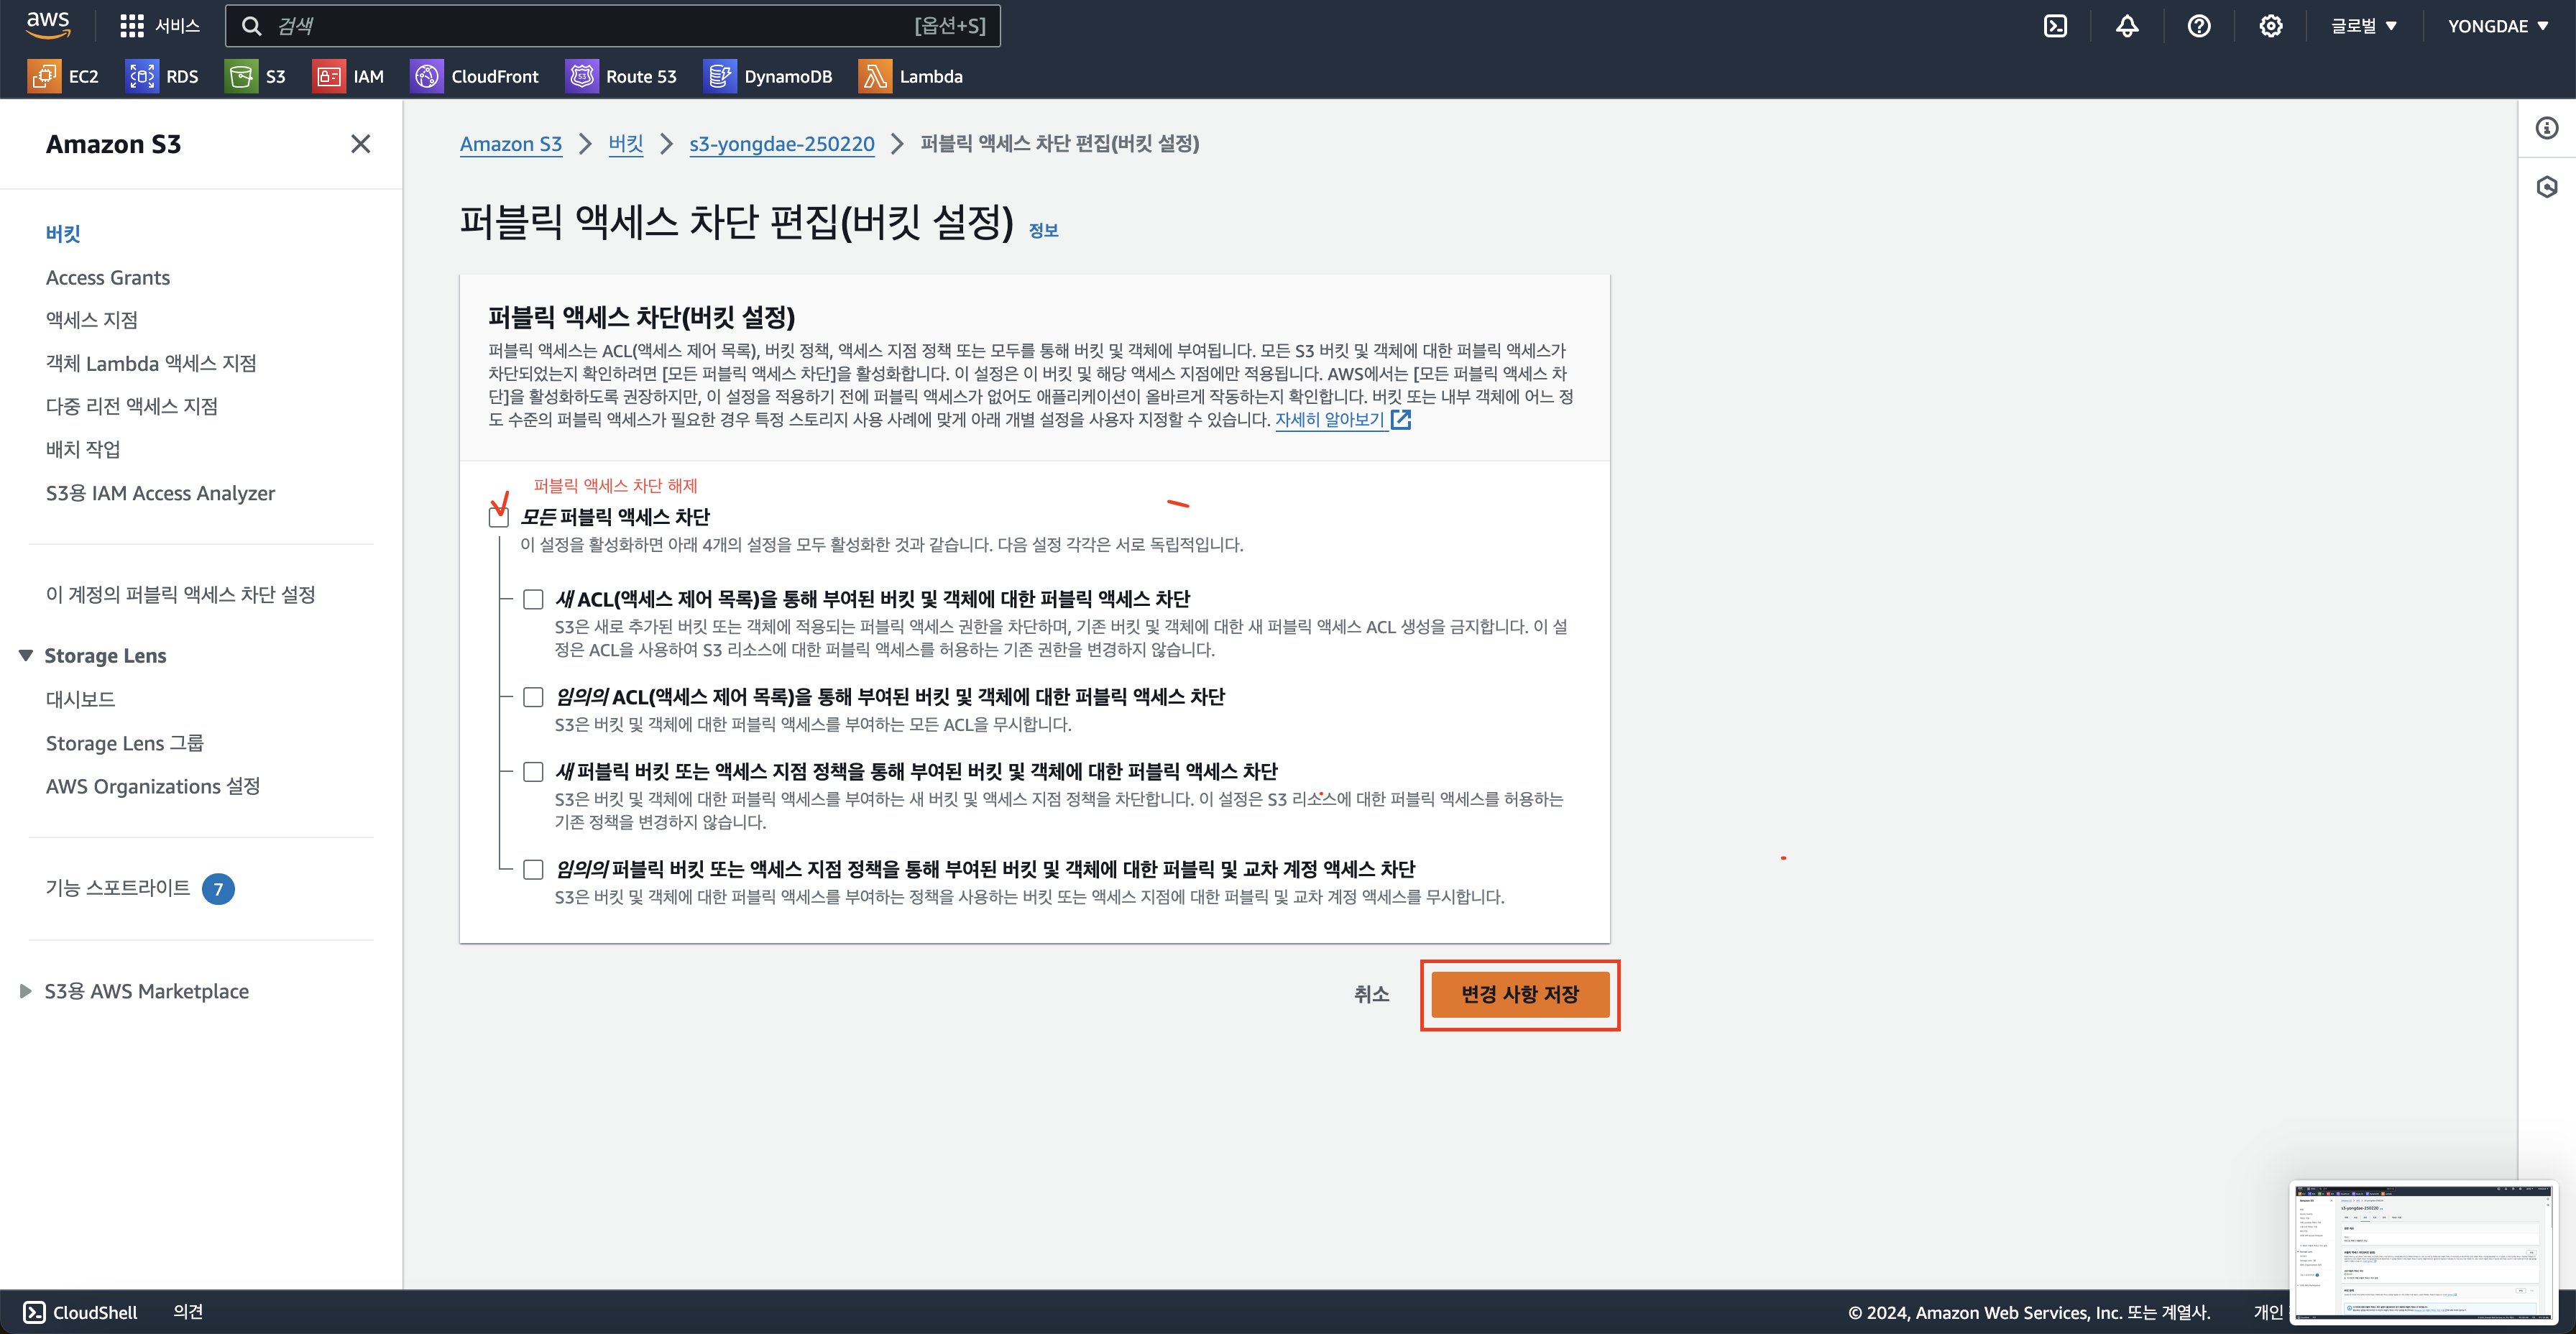 aws
서비스
검색
[옵션+S]
글로벌
YONGDAE
EC2
RDS
S3
IAM
CloudFront
Route 53
DynamoDB
Lambda
Amazon S3
버킷
Access Grants
액세스 지점
객체 Lambda 액세스 지점
다중 리전 액세스 지점
배치 작업
S3용 IAM Access Analyzer
이 계정의 퍼블릭 액세스 차단 설정
Storage Lens
대시보드
Storage Lens 그룹
AWS Organizations 설정
기능 스포트라이트 7
S3용 AWS Marketplace
Amazon S3 > 버킷 > s3-yongdae-250220 > 퍼블릭 액세스 차단 편집(버킷 설정)
퍼블릭 액세스 차단 편집(버킷 설정) 정보
퍼블릭 액세스 차단(버킷 설정)
퍼블릭 액세스는 ACL(액세스 제어 목록), 버킷 정책, 액세스 지점 정책 또는 모두를 통해 버킷 및 객체에 부여됩니다. 모든 S3 버킷 및 객체에 대한 퍼블릭 액세스가
차단되었는지 확인하려면 [모든 퍼블릭 액세스 차단]을 활성화합니다. 이 설정은 이 버킷 및 해당 액세스 지점에만 적용됩니다. AWS에서는 [모든 퍼블릭 액세스 차
단]을 활성화하도록 권장하지만, 이 설정을 적용하기 전에 퍼블릭 액세스가 없어도 애플리케이션이 올바르게 작동하는지 확인합니다. 버킷 또는 내부 객체에 어느 정
도 수준의 퍼블릭 액세스가 필요한 경우 특정 스토리지 사용 사례에 맞게 아래 개별 설정을 사용자 지정할 수 있습니다. 자세히 알아보기
퍼블릭 액세스 차단 해제
모든 퍼블릭 액세스 차단
이 설정을 활성화하면 아래 4개의 설정을 모두 활성화한 것과 같습니다. 다음 설정 각각은 서로 독립적입니다.
새 ACL(액세스 제어 목록)을 통해 부여된 버킷 및 객체에 대한 퍼블릭 액세스 차단
S3은 새로 추가된 버킷 또는 객체에 적용되는 퍼블릭 액세스 권한을 차단하며, 기존 버킷 및 객체에 대한 새 퍼블릭 액세스 ACL 생성을 금지합니다. 이 설
정은 ACL을 사용하여 S3 리소스에 대한 퍼블릭 액세스를 허용하는 기존 권한을 변경하지 않습니다.
임의의 ACL(액세스 제어 목록)을 통해 부여된 버킷 및 객체에 대한 퍼블릭 액세스 차단
S3은 버킷 및 객체에 대한 퍼블릭 액세스를 부여하는 모든 ACL을 무시합니다.
새 퍼블릭 버킷 또는 액세스 지점 정책을 통해 부여된 버킷 및 객체에 대한 퍼블릭 액세스 차단
S3은 버킷 및 객체에 대한 퍼블릭 액세스를 부여하는 새 버킷 및 액세스 지점 정책을 차단합니다. 이 설정은 S3 리소스에 대한 퍼블릭 액세스를 허용하는
기존 정책을 변경하지 않습니다.
임의의 퍼블릭 버킷 또는 액세스 지점 정책을 통해 부여된 버킷 및 객체에 대한 퍼블릭 및 교차 계정 액세스 차단
S3은 버킷 및 객체에 대한 퍼블릭 액세스를 부여하는 정책을 사용하는 버킷 또는 액세스 지점에 대한 퍼블릭 및 교차 계정 액세스를 무시합니다.
취소
변경 사항 저장
CloudShell
의견
© 2024, Amazon Web Services, Inc. 또는 계열사.
개인